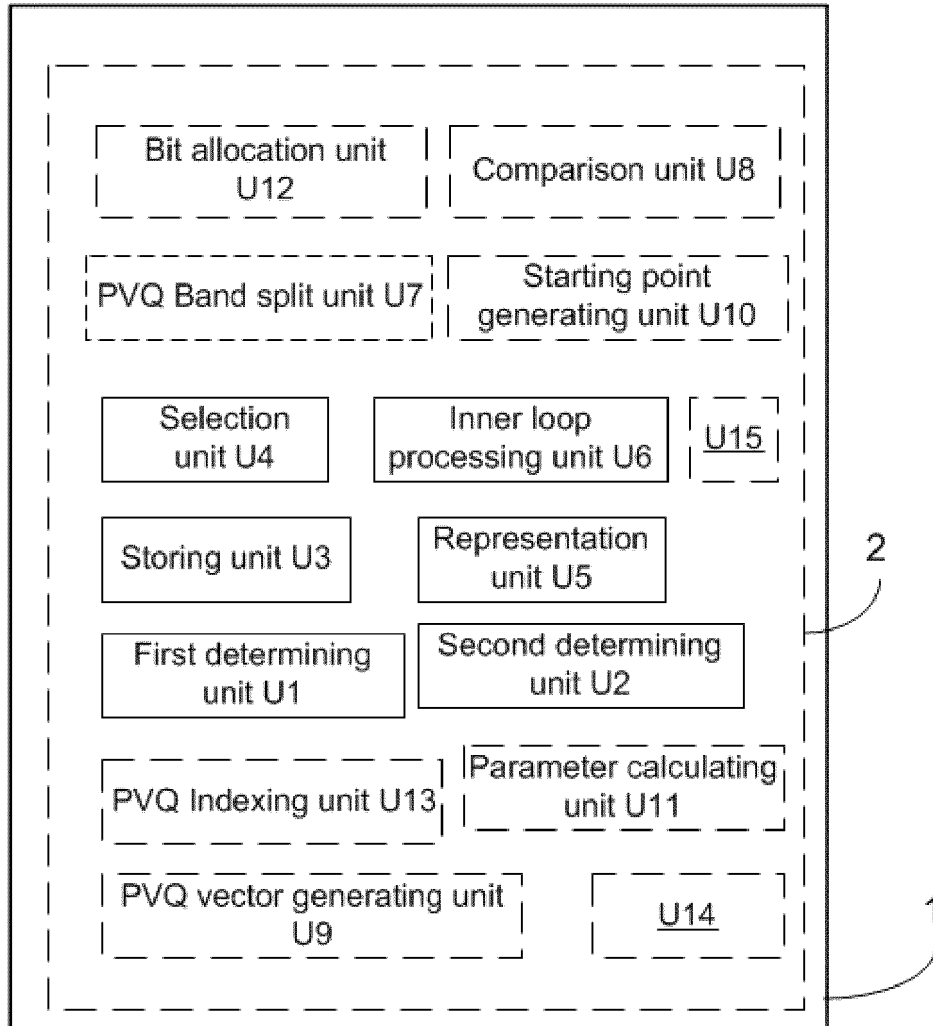 Bit allocation unit
U12
Comparison unit U8
PVQ Band split unit U7
Starting point
generating unit U10
Selection
unit U4
Inner loop
processing unit U6
U15
Storing unit U3
Representation
unit U5
2
First determining
unit U1
Second determining
unit U2
PVQ Indexing unit U13
Parameter calculating
unit U11
PVQ vector generating unit
U9
U14
1